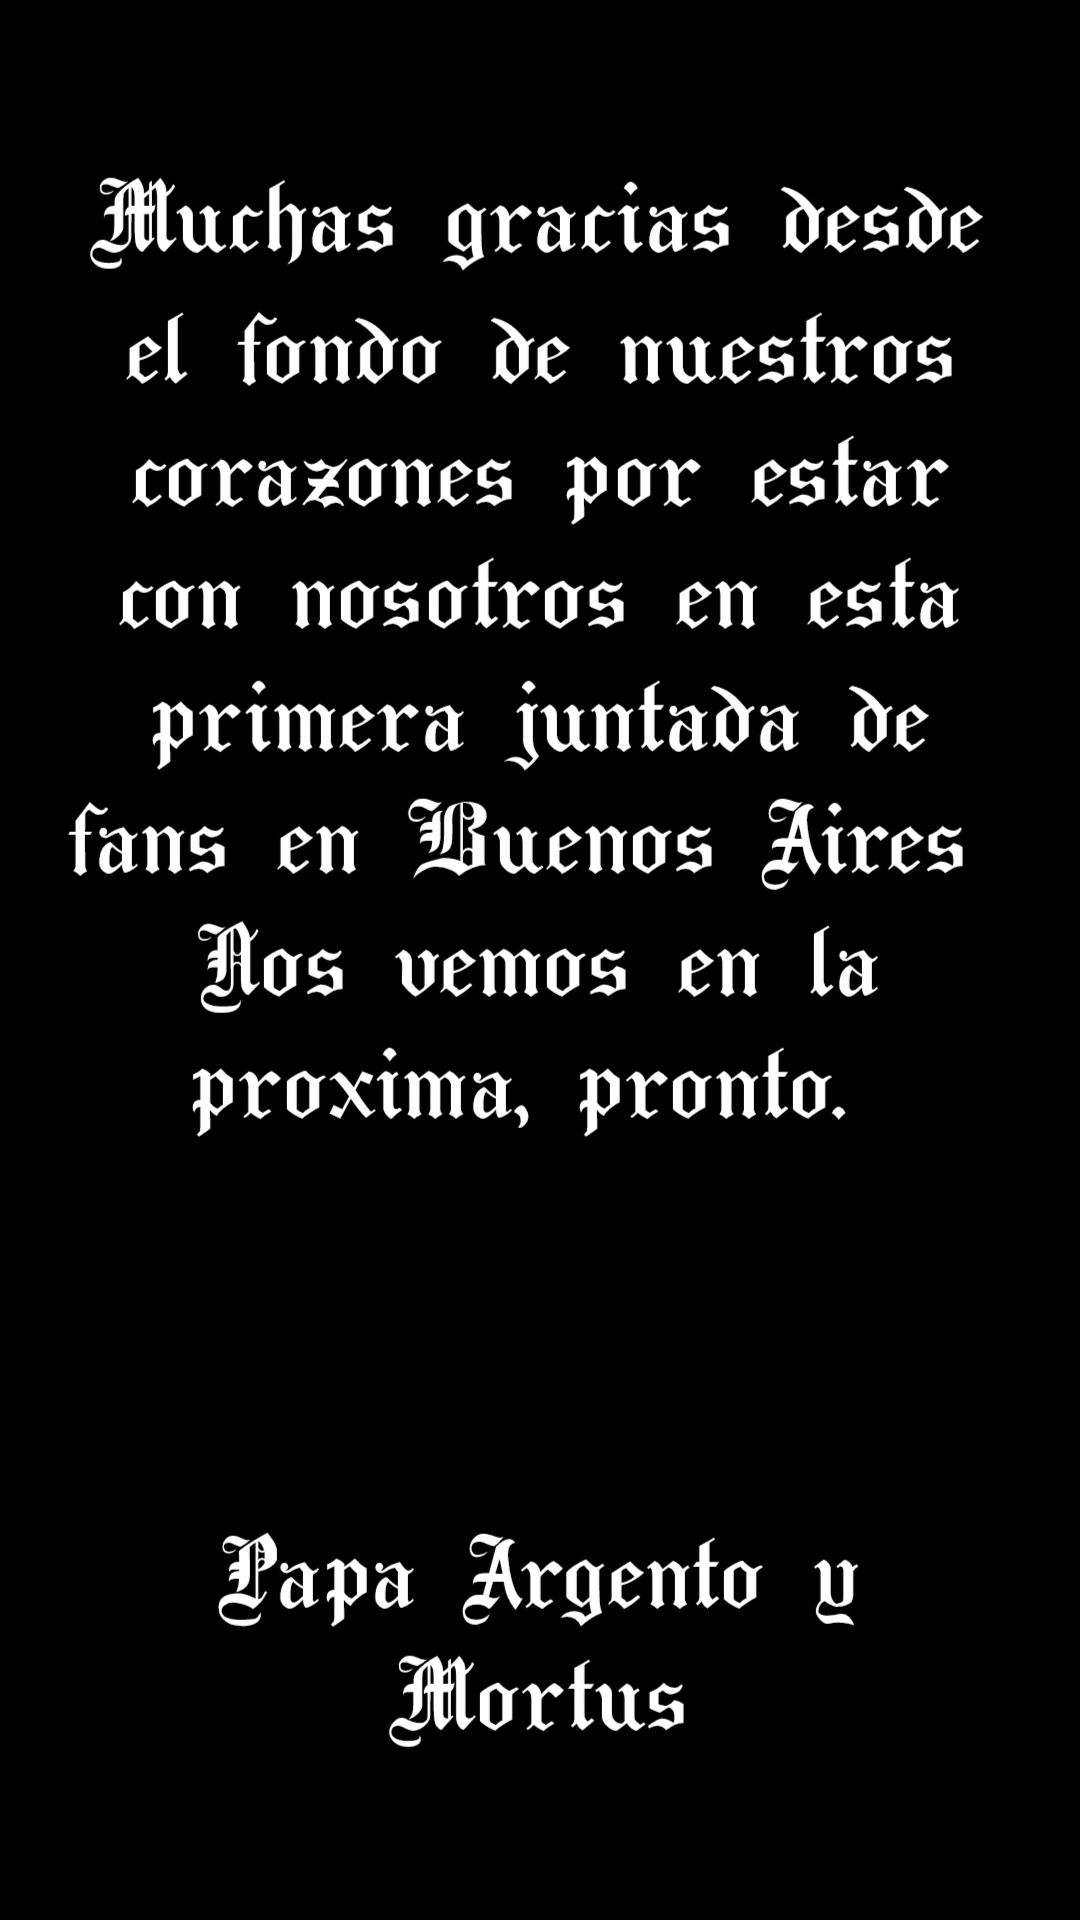 Muchas gracias desde
el fondo de nuestros
corazones por estar
con nosotros en esta
primera juntada de
fans en Buenos Aires
Nos vemos en la
proxima, pronto.
Papa Argento y
Mortus